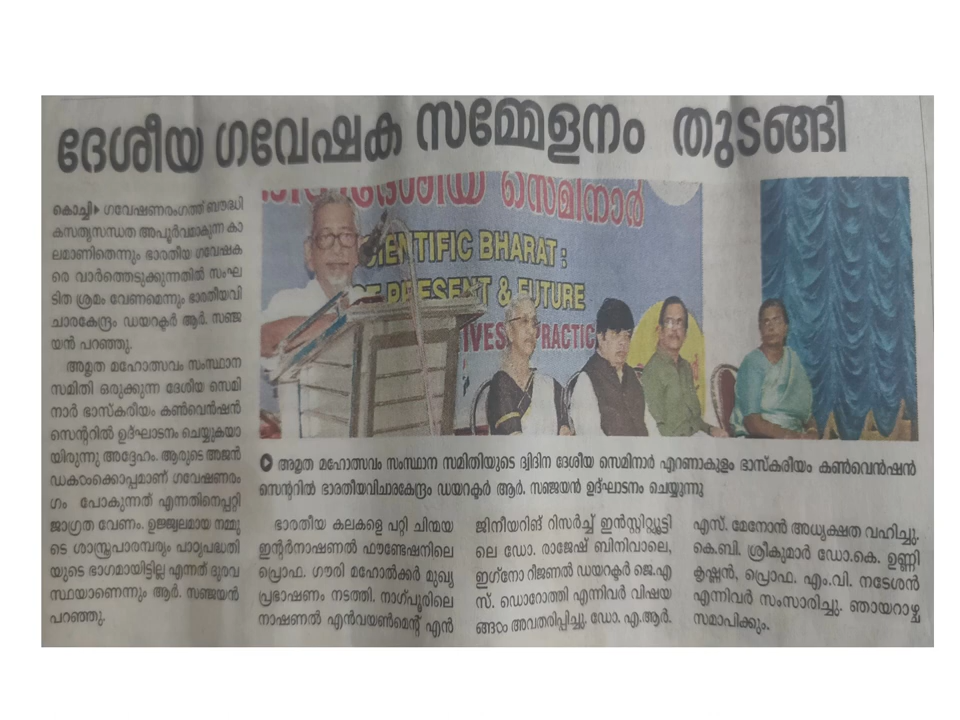 ദേശീയ ഗവേഷക സമ്മേളനം തുടങ്ങി
കൊച്ചി▸ ഗവേഷണരംഗത്ത് ബൗദ്ധി
കസത്യസന്ധത അപൂർവമാകുന്ന കാ
ലമാണിതെന്നും ഭാരതീയ ഗവേഷക
രെ വാർത്തെടുക്കുന്നതിൽ സംഘ
ടിത ശ്രമം വേണമെന്നും ഭാരതീയവി
ചാരകേന്ദ്രം ഡയറക്ടർ ആർ. സഞ്ജ
യൻ പറഞ്ഞു.
അമൃത മഹോത്സവം സംസ്ഥാന
സമിതി ഒരുക്കുന്ന ദേശീയ സെമി
നാർ ഭാസ്കരീയം കൺവെൻഷൻ
സെന്ററിൽ ഉദ്ഘാടനം ചെയ്യുകയാ
യിരുന്നു അദ്ദേഹം. ആരുടെ അജൻ
ഡകൾക്കൊപ്പമാണ് ഗവേഷണരം
ഗം പോകുന്നത് എന്നതിനെപ്പറ്റി
ജാഗ്രത വേണം. ഉജ്ജ്വലമായ നമ്മു
ടെ ശാസ്ത്രപാരമ്പര്യം പാഠ്യപദ്ധതി
യുടെ ഭാഗമായിട്ടില്ല എന്നത് ദുരവ
സ്ഥയാണെന്നും ആർ. സഞ്ജയൻ
പറഞ്ഞു.
ദേശീയ സെമിനാർ
SCIENTIFIC BHARAT :
PRESENT & FUTURE
അമൃത മഹോത്സവം സംസ്ഥാന സമിതിയുടെ ദ്വിദിന ദേശീയ സെമിനാർ എറണാകുളം ഭാസ്കരീയം കൺവെൻഷൻ
സെന്ററിൽ ഭാരതീയവിചാരകേന്ദ്രം ഡയറക്ടർ ആർ. സഞ്ജയൻ ഉദ്ഘാടനം ചെയ്യുന്നു
ഭാരതീയ കലകളെ പറ്റി ചിന്മയ
ഇന്റർനാഷണൽ ഫൗണ്ടേഷനിലെ
പ്രൊഫ. ഗൗരി മഹോൽക്കർ മുഖ്യ
പ്രഭാഷണം നടത്തി. നാഗ്പൂരിലെ
നാഷണൽ എൻവയൺമെന്റ് എൻ
ജിനീയറിങ് റിസർച്ച് ഇൻസ്റ്റിറ്റ്യൂട്ടി
ലെ ഡോ. രാജേഷ് ബിനിവാലെ,
ഇഗ്നോ റീജണൽ ഡയറക്ടർ ജെ.എ
സ്. ഡൊറോത്തി എന്നിവർ വിഷയ
ങ്ങൾ അവതരിപ്പിച്ചു. ഡോ. എ.ആർ.
എസ്. മേനോൻ അധ്യക്ഷത വഹിച്ചു.
കെ.ബി. ശ്രീകുമാർ ഡോ.കെ. ഉണ്ണി
കൃഷ്ണൻ, പ്രൊഫ. എം.വി. നടേശൻ
എന്നിവർ സംസാരിച്ചു. ഞായറാഴ്ച
സമാപിക്കും.